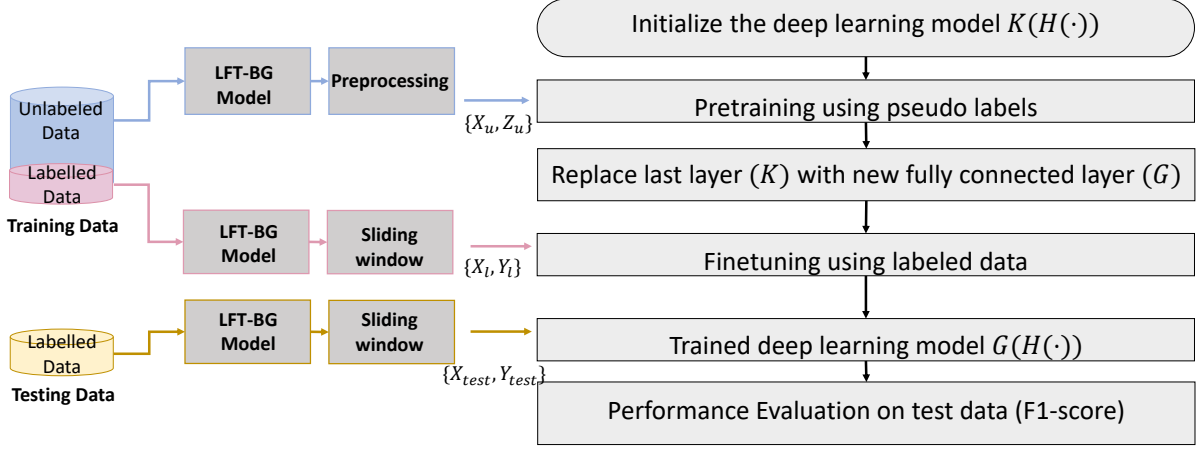 Initialize the deep learning model K(H(·))
LFT-BG
Model
Preprocessing
Unlabeled
Data
{X_u, Z_u}
Pretraining using pseudo labels
Labelled
Data
Training Data
Replace last layer (K) with new fully connected layer (G)
LFT-BG
Model
Sliding
window
{X_l, Y_l}
Finetuning using labeled data
LFT-BG
Model
Sliding
window
Labelled
Data
Testing Data
{X_test, Y_test}
Trained deep learning model G(H(·))
Performance Evaluation on test data (F1-score)